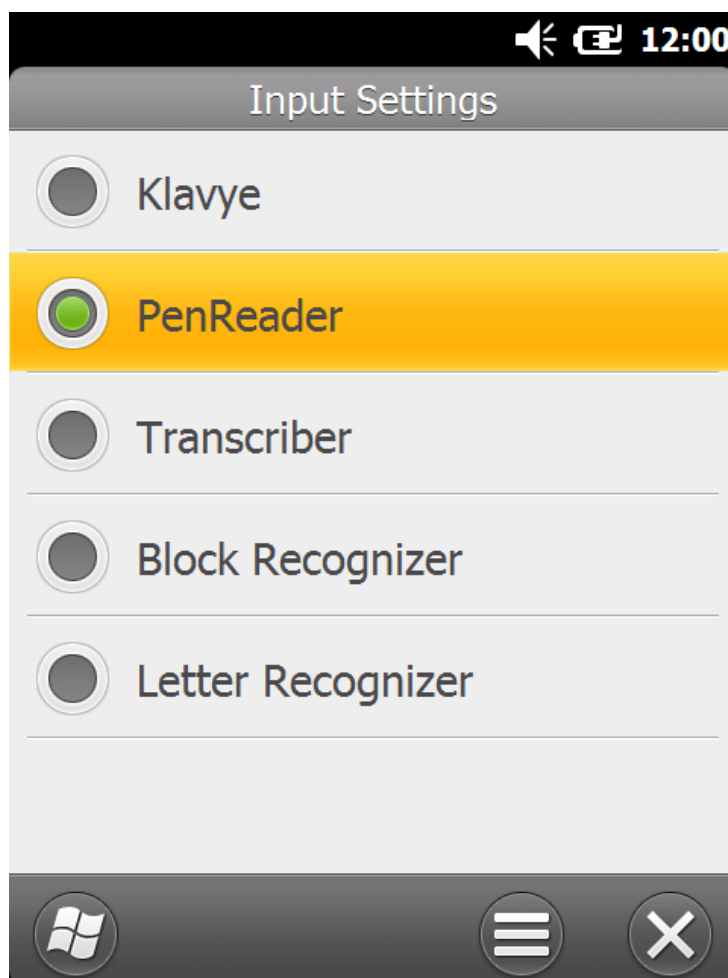 12:00
Input Settings
Klavye
PenReader
Transcriber
Block Recognizer
Letter Recognizer